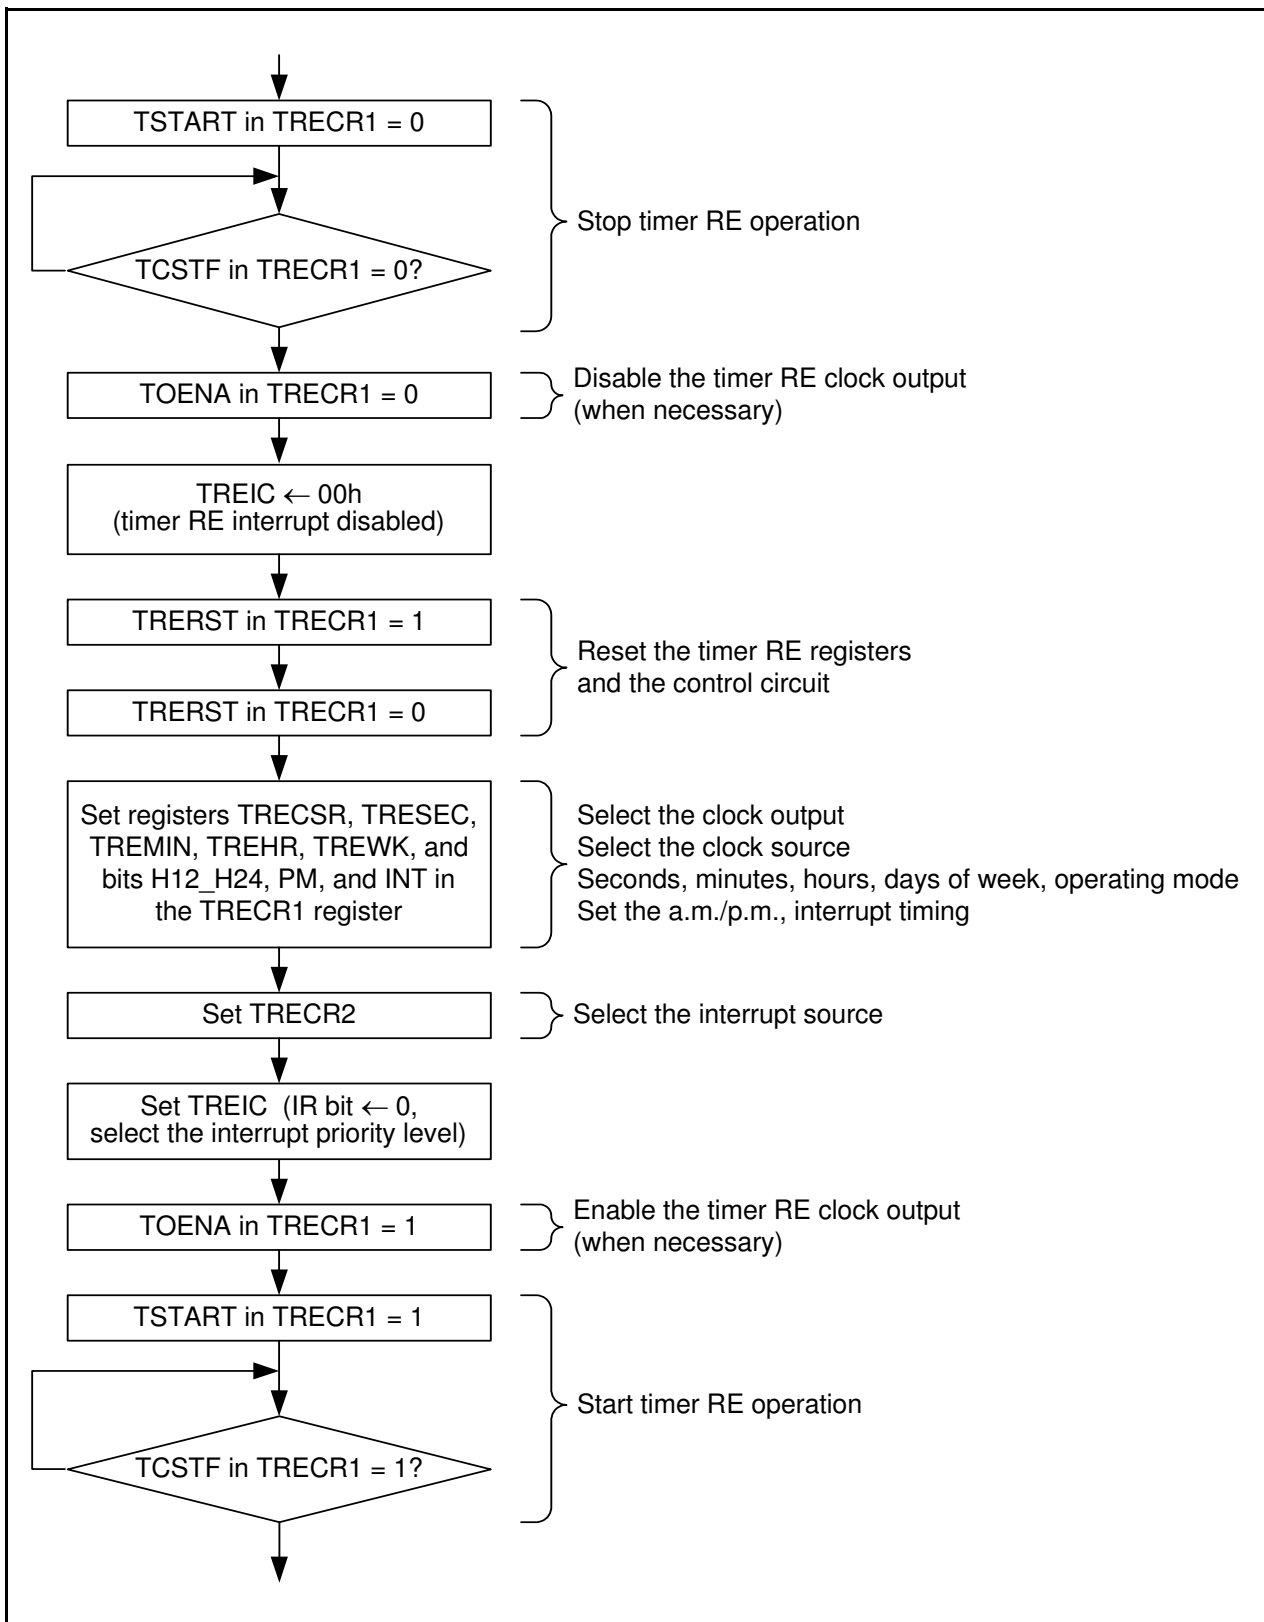 TSTART in TRECR1 = 0
TCSTF in TRECR1 = 0?
Stop timer RE operation
TOENA in TRECR1 = 0
Disable the timer RE clock output
(when necessary)
TREIC ← 00h
(timer RE interrupt disabled)
TRERST in TRECR1 = 1
TRERST in TRECR1 = 0
Reset the timer RE registers
and the control circuit
Set registers TRECSR, TRESEC,
TREMIN, TREHR, TREWK, and
bits H12_H24, PM, and INT in
the TRECR1 register
Select the clock output
Select the clock source
Seconds, minutes, hours, days of week, operating mode
Set the a.m./p.m., interrupt timing
Set TRECR2
Select the interrupt source
Set TREIC (IR bit ← 0,
select the interrupt priority level)
TOENA in TRECR1 = 1
Enable the timer RE clock output
(when necessary)
TSTART in TRECR1 = 1
TCSTF in TRECR1 = 1?
Start timer RE operation